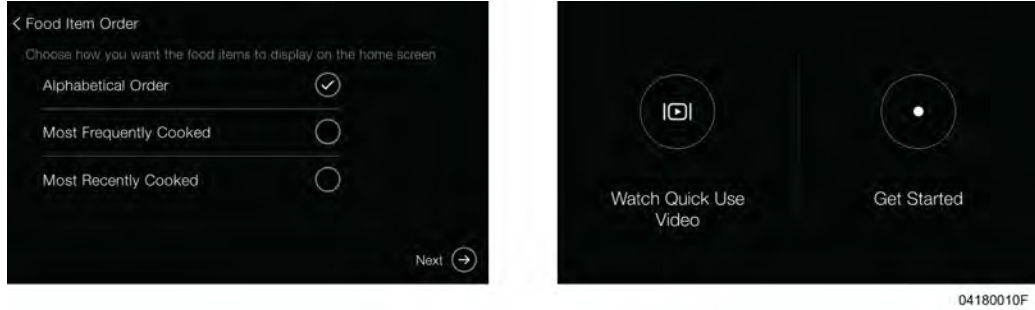 Food Item Order
Choose how you want the food items to display on the home screen
Alphabetical Order
Most Frequently Cooked
Most Recently Cooked
Next
Watch Quick Use
Video
Get Started
04180010F